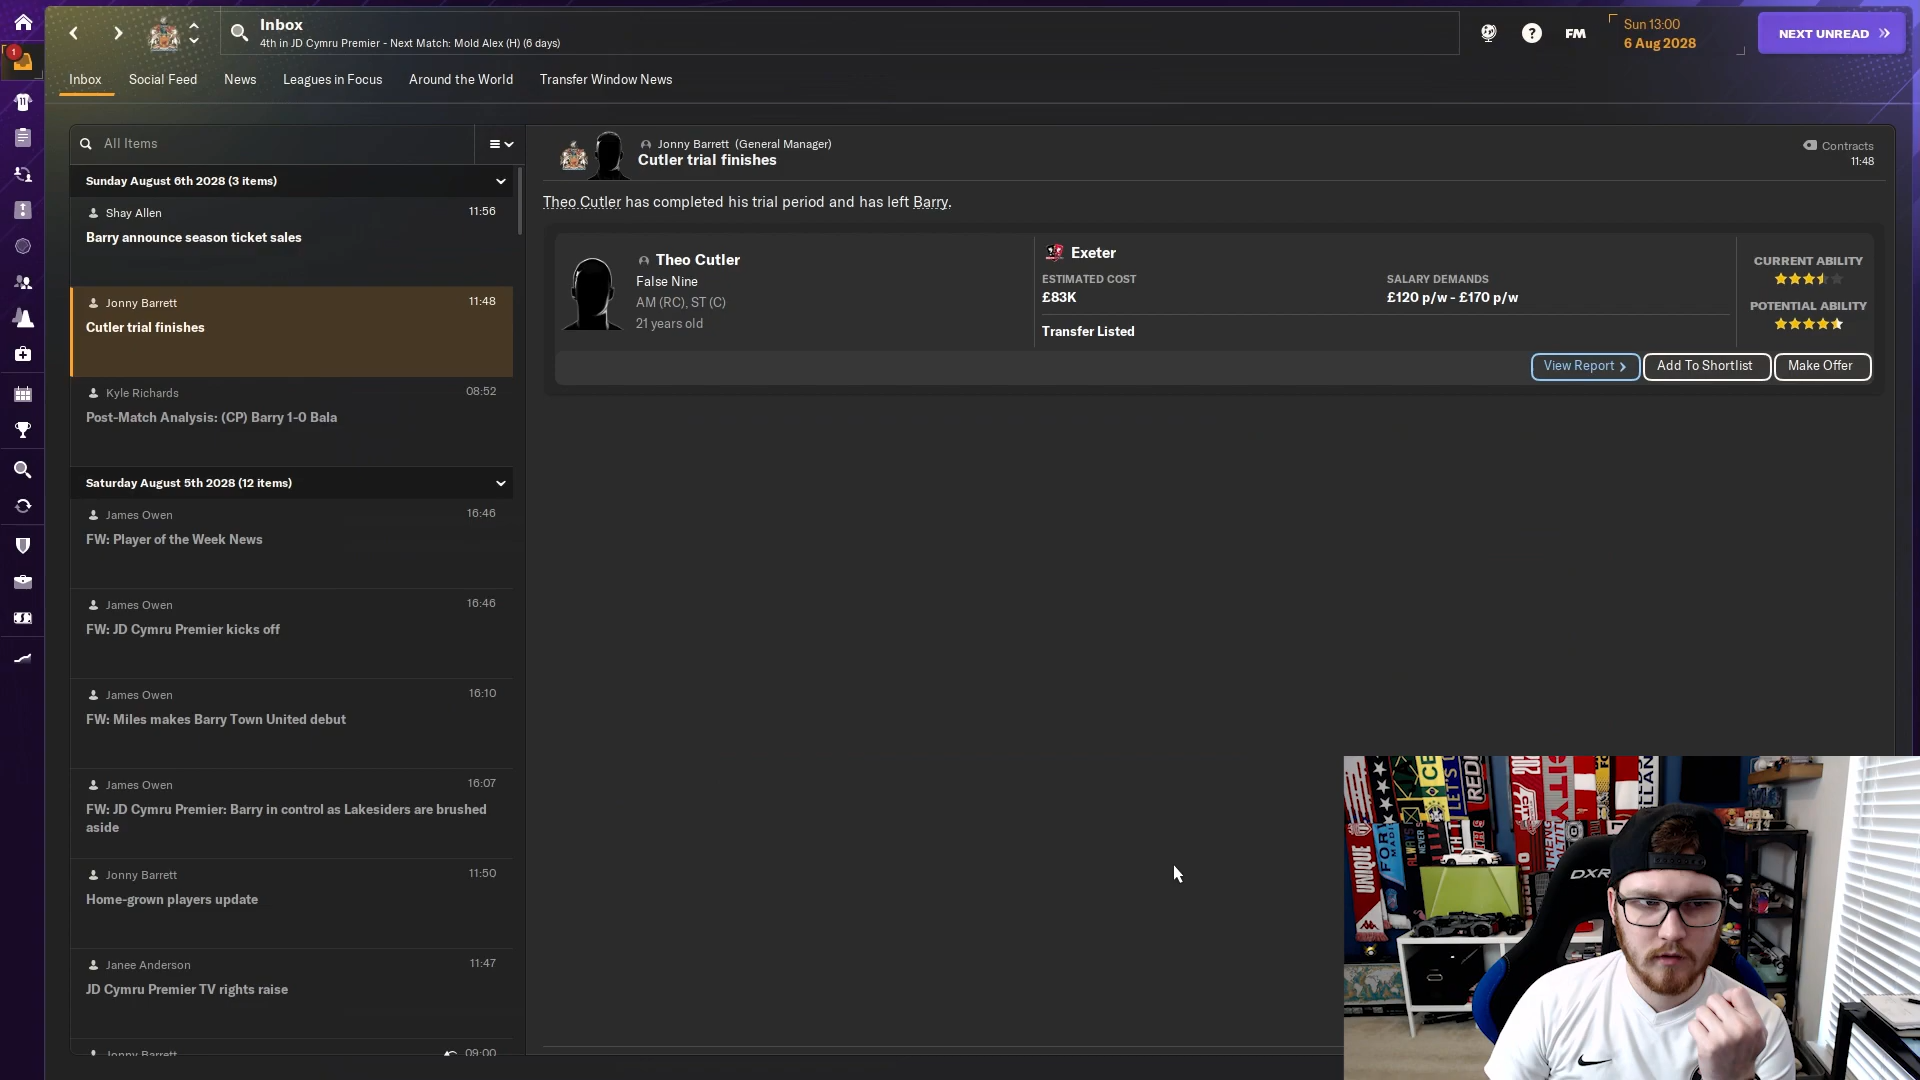 Inbox
4th in JD Cymru Premier - Next Match: Mold Alex (H) (6 days)
FM
Sun 13:00
6 Aug 2028
NEXT UNREAD
1
Inbox
Social Feed
News
Leagues in Focus
Around the World
Transfer Window News
All Items
Sunday August 6th 2028 (3 items)
Shay Allen
11:56
Barry announce season ticket sales
Jonny Barrett
11:48
Cutler trial finishes
Kyle Richards
08:52
Post-Match Analysis: (CP) Barry 1-0 Bala
Saturday August 5th 2028 (12 items)
James Owen
16:46
FW: Player of the Week News
James Owen
16:46
FW: JD Cymru Premier kicks off
James Owen
16:10
FW: Miles makes Barry Town United debut
James Owen
16:07
FW: JD Cymru Premier: Barry in control as Lakesiders are brushed
aside
Jonny Barrett
11:50
Home-grown players update
Janee Anderson
11:47
JD Cymru Premier TV rights raise
Jonny Barrett
09:00
Jonny Barrett (General Manager)
Cutler trial finishes
Contracts
11:48
Theo Cutler has completed his trial period and has left Barry.
Theo Cutler
False Nine
AM (RC), ST (C)
21 years old
Exeter
ESTIMATED COST
£83K
SALARY DEMANDS
£120 p/w - £170 p/w
Transfer Listed
CURRENT ABILITY
POTENTIAL ABILITY
View Report
Add To Shortlist
Make Offer
UNIQUE
DXR